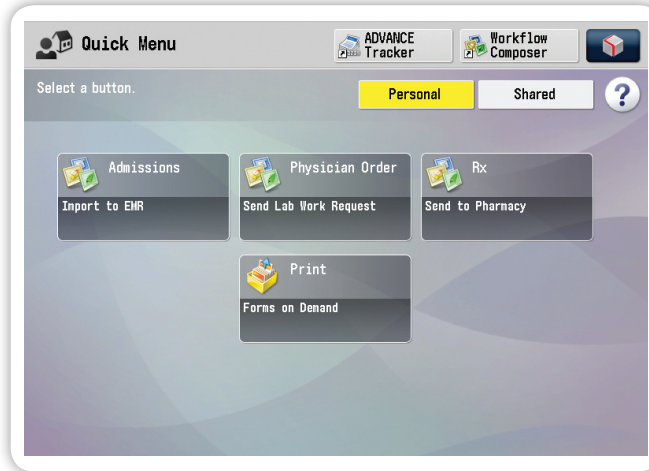 Quick Menu
ADVANCE
Tracker
Workflow
Composer
Select a button.
Personal
Shared
?
Admissions
Import to EMR
Physician Order
Send Lab Work Request
Rx
Send to Pharmacy
Print
Forms on Demand